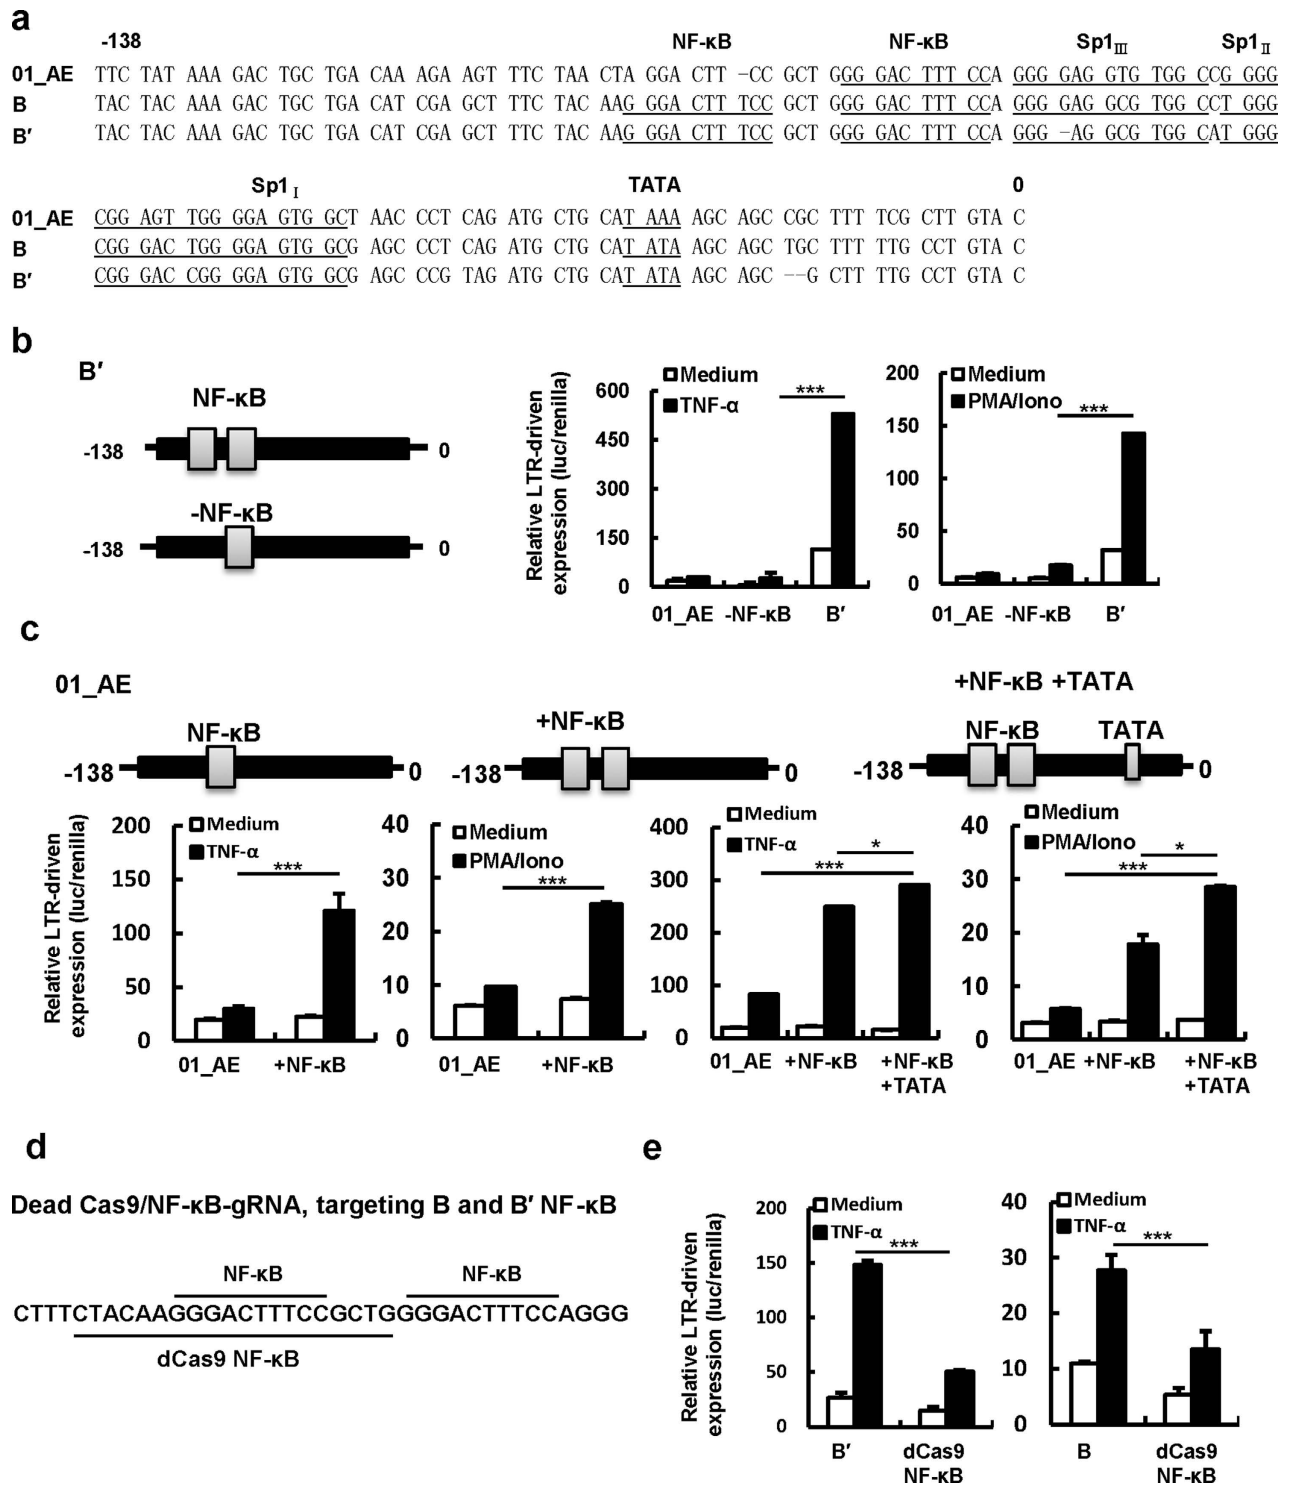 a
-138 NF-κB NF-κB Sp1III Sp1II
01_AE TTC TAT AAA GAC TGC TGA CAA AGA AGT TTC TAA CTA GGA CTT -CC GCT GGG GAC TTT CCA GGG GAG GTG TGG CCG GGG
B TAC TAC AAA GAC TGC TGA CAT CGA GCT TTC TAC AAG GGA CTT TCC GCT GGG GAC TTT CCA GGG GAG GCG TGG CCT GGG
B′ TAC TAC AAA GAC TGC TGA CAT CGA GCT TTC TAC AAG GGA CTT TCC GCT GGG GAC TTT CCA GGG -AG GCG TGG CAT GGG
Sp1 I TATA 0
01_AE CGG AGT TGG GGA GTG GCT AAC CCT CAG ATG CTG CAT AAA AGC AGC CGC TTT TCG CTT GTA C
B CGG GAC TGG GGA GTG GCG AGC CCT CAG ATG CTG CAT ATA AGC AGC TGC TTT TTG CCT GTA C
B′ CGG GAC CGG GGA GTG GCG AGC CCG TAG ATG CTG CAT ATA AGC AGC --G CTT TTG CCT GTA C
b
B′
NF-κB
-138 0
-NF-κB
-138 0
Relative LTR-driven
expression (luc/renilla)
Medium
TNF-α
***
600
450
300
150
0
01_AE -NF-κB B′
Medium
PMA/Iono
***
200
150
100
50
0
01_AE -NF-κB B′
c
01_AE
NF-κB
-138 0
+NF-κB
-138 0
+NF-κB +TATA
NF-κB TATA
-138 0
Relative LTR-driven
expression (luc/renilla)
Medium
TNF-α
***
200
150
100
50
0
01_AE +NF-κB
Medium
PMA/Iono
***
40
30
20
10
0
01_AE +NF-κB
Medium
TNF-α
*
***
400
300
200
100
0
01_AE +NF-κB +NF-κB
+TATA
Medium
PMA/Iono
*
***
40
30
20
10
0
01_AE +NF-κB +NF-κB
+TATA
d
Dead Cas9/NF-κB-gRNA, targeting B and B′ NF-κB
NF-κB NF-κB
CTTTCTACAAGGGACTTTCCGCTGGGGACTTTCCAGGG
dCas9 NF-κB
e
Relative LTR-driven
expression (luc/renilla)
Medium
TNF-α
***
200
150
100
50
0
B′ dCas9
NF-κB
Medium
TNF-α
***
40
30
20
10
0
B dCas9
NF-κB